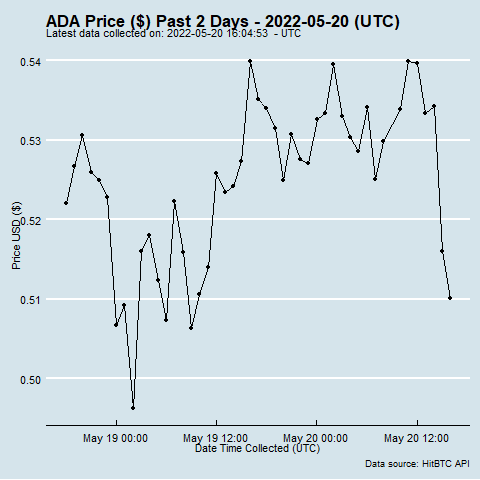 ADA Price ($) Past 2 Days - 2022-05-20 (UTC)
Latest data collected on: 2022-05-20 16:04:53 - UTC
0.54
0.53
0.52
0.51
0.50
Price USD ($)
May 19 00:00
May 19 12:00
May 20 00:00
May 20 12:00
Date Time Collected (UTC)
Data source: HitBTC API